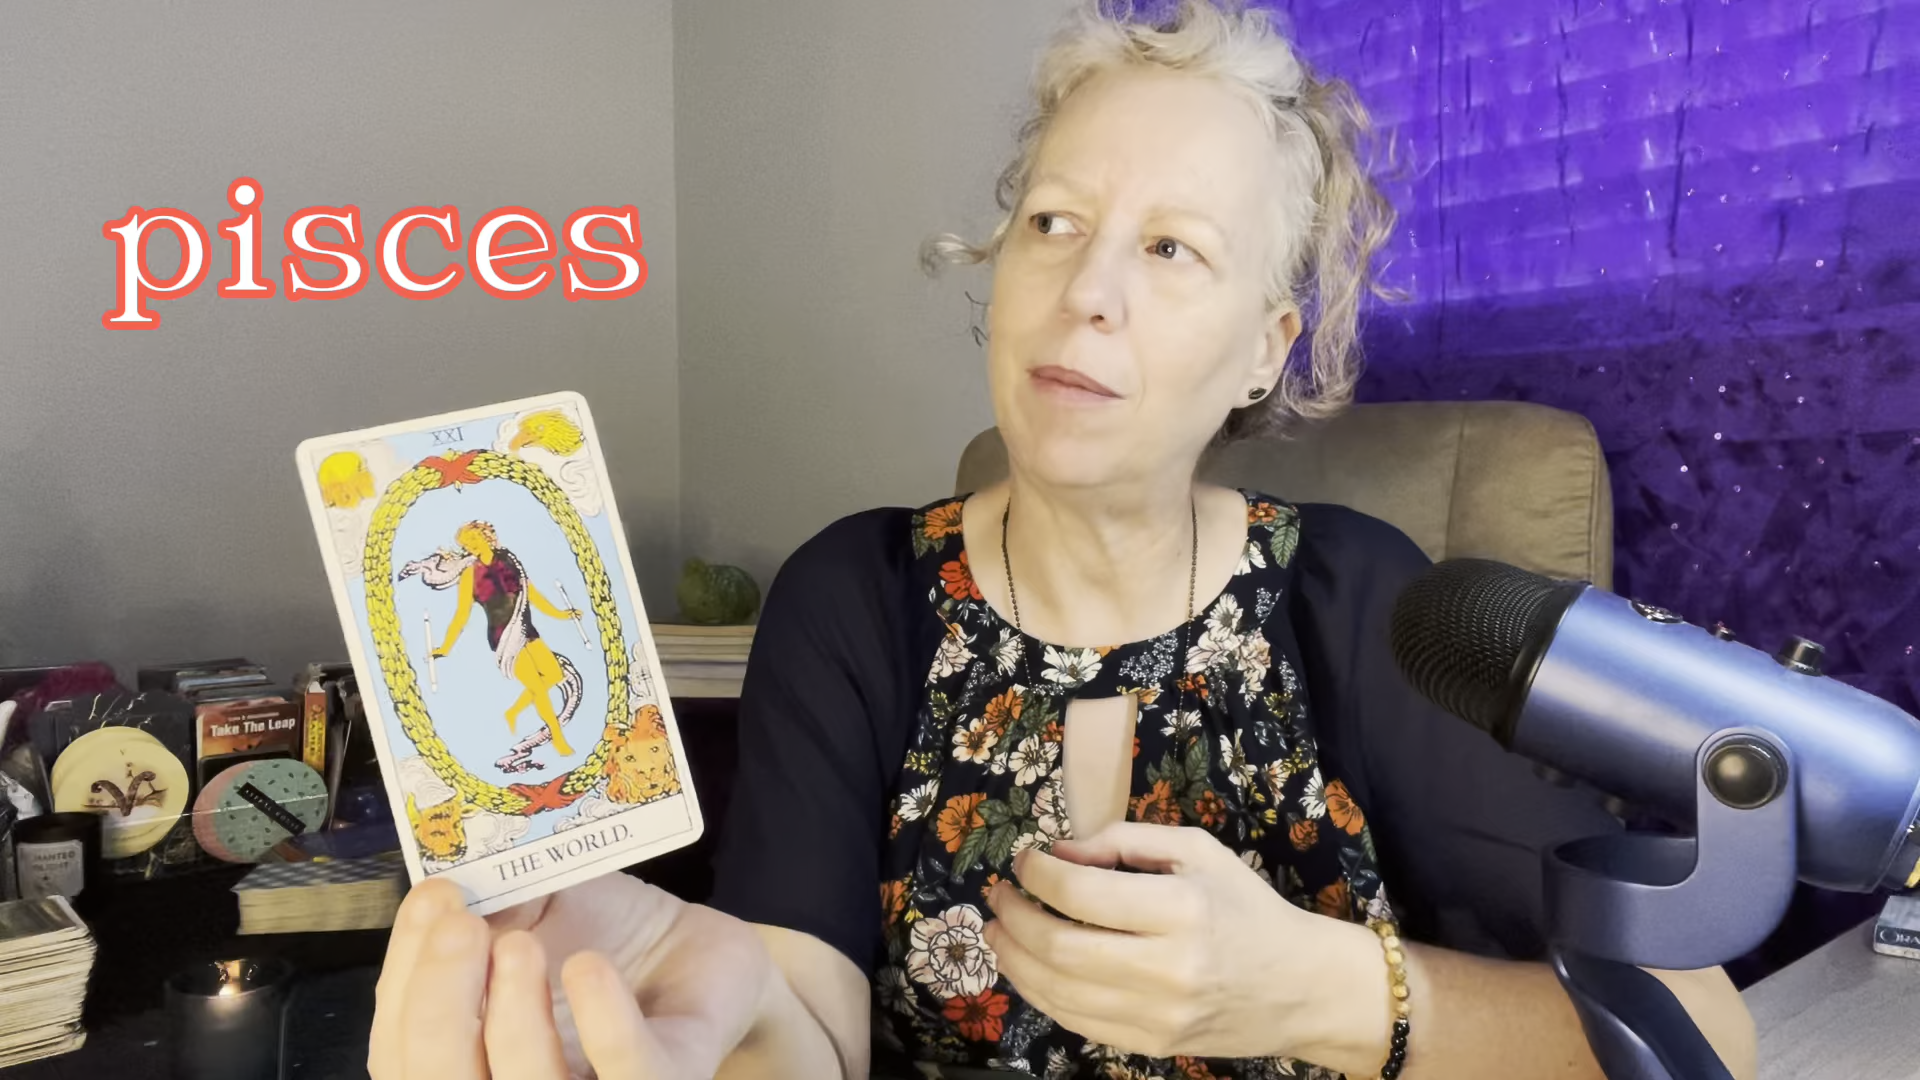 pisces
XXI
THE WORLD.
Take The Leap